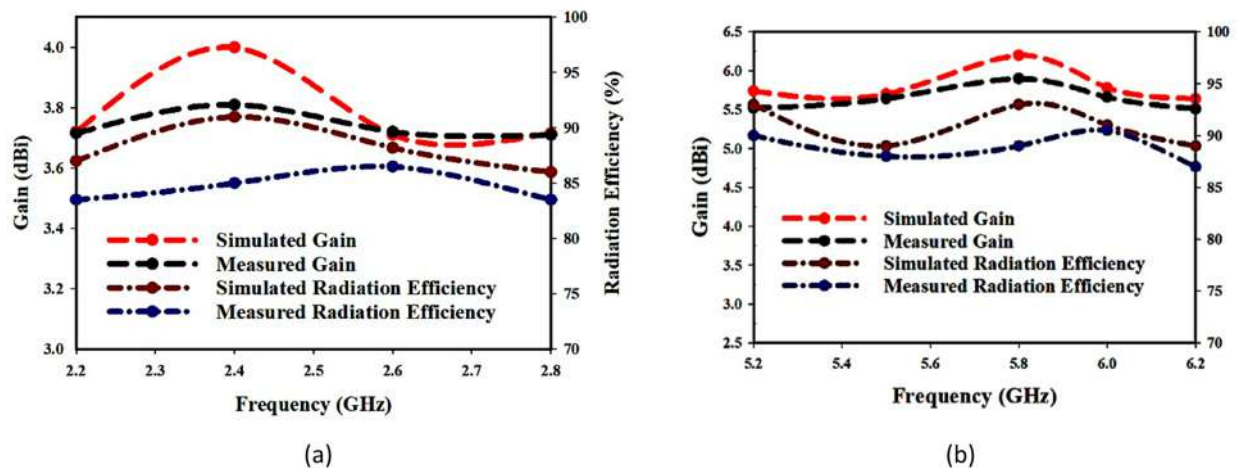 4.0
3.8
3.6
3.4
3.2
3.0
Gain (dBi)
100
95
90
85
80
75
70
Radiation Efficiency (%)
Simulated Gain
Measured Gain
Simulated Radiation Efficiency
Measured Radiation Efficiency
2.2 2.3 2.4 2.5 2.6 2.7 2.8
Frequency (GHz)
(a)
6.5
6.0
5.5
5.0
4.5
4.0
3.5
3.0
2.5
Gain (dBi)
100
95
90
85
80
75
70
Simulated Gain
Measured Gain
Simulated Radiation Efficiency
Measured Radiation Efficiency
5.2 5.4 5.6 5.8 6.0 6.2
Frequency (GHz)
(b)